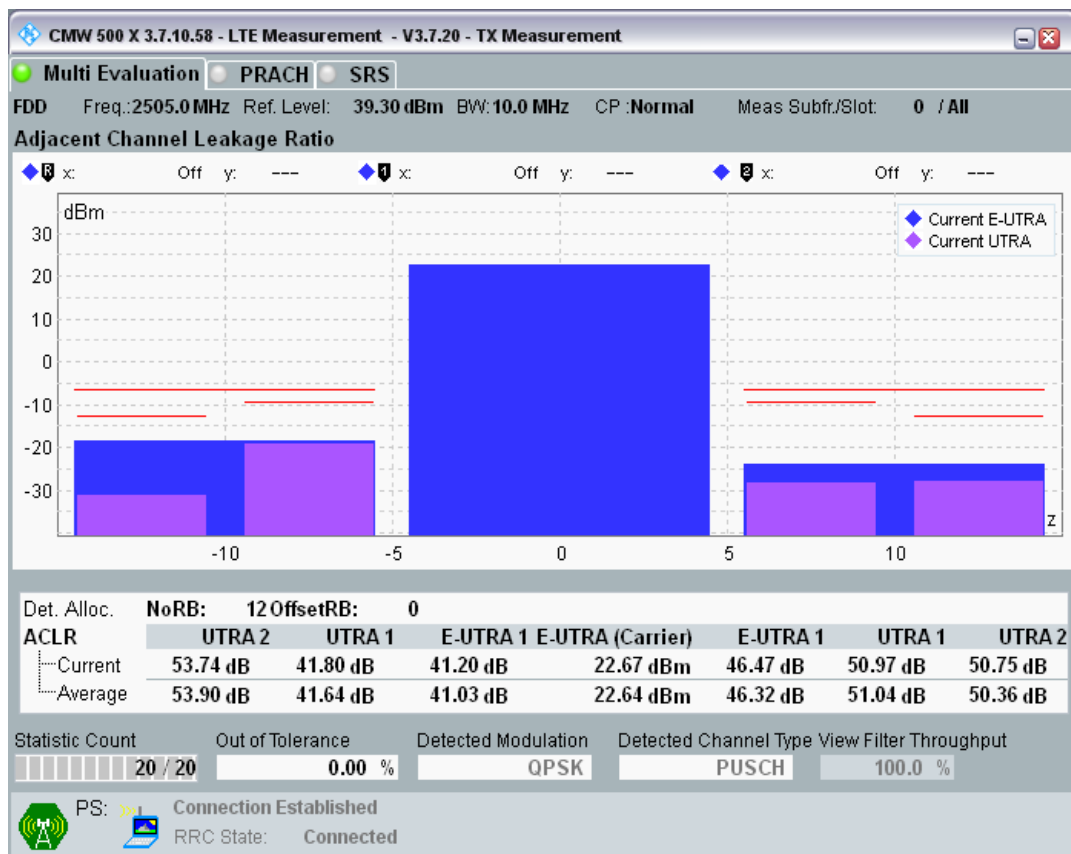 CMW 500 X 3.7.10.58 - LTE Measurement - V3.7.20 - TX Measurement
Multi Evaluation PRACH SRS
FDD Freq.:2505.0 MHz Ref. Level: 39.30 dBm BW: 10.0 MHz CP :Normal Meas Subfr./Slot: 0 / All
Adjacent Channel Leakage Ratio
R x: Off y: --- 1 x: Off y: --- 2 x: Off y: ---
dBm
Current E-UTRA
Current UTRA
30
20
10
0
-10
-20
-30
z
-10 -5 0 5 10
Det. Alloc. NoRB: 12 OffsetRB: 0
ACLR UTRA 2 UTRA 1 E-UTRA 1 E-UTRA (Carrier) E-UTRA 1 UTRA 1 UTRA 2
Current 53.74 dB 41.80 dB 41.20 dB 22.67 dBm 46.47 dB 50.97 dB 50.75 dB
Average 53.90 dB 41.64 dB 41.03 dB 22.64 dBm 46.32 dB 51.04 dB 50.36 dB
Statistic Count Out of Tolerance Detected Modulation Detected Channel Type View Filter Throughput
20 / 20 0.00 % QPSK PUSCH 100.0 %
PS: Connection Established
RRC State: Connected